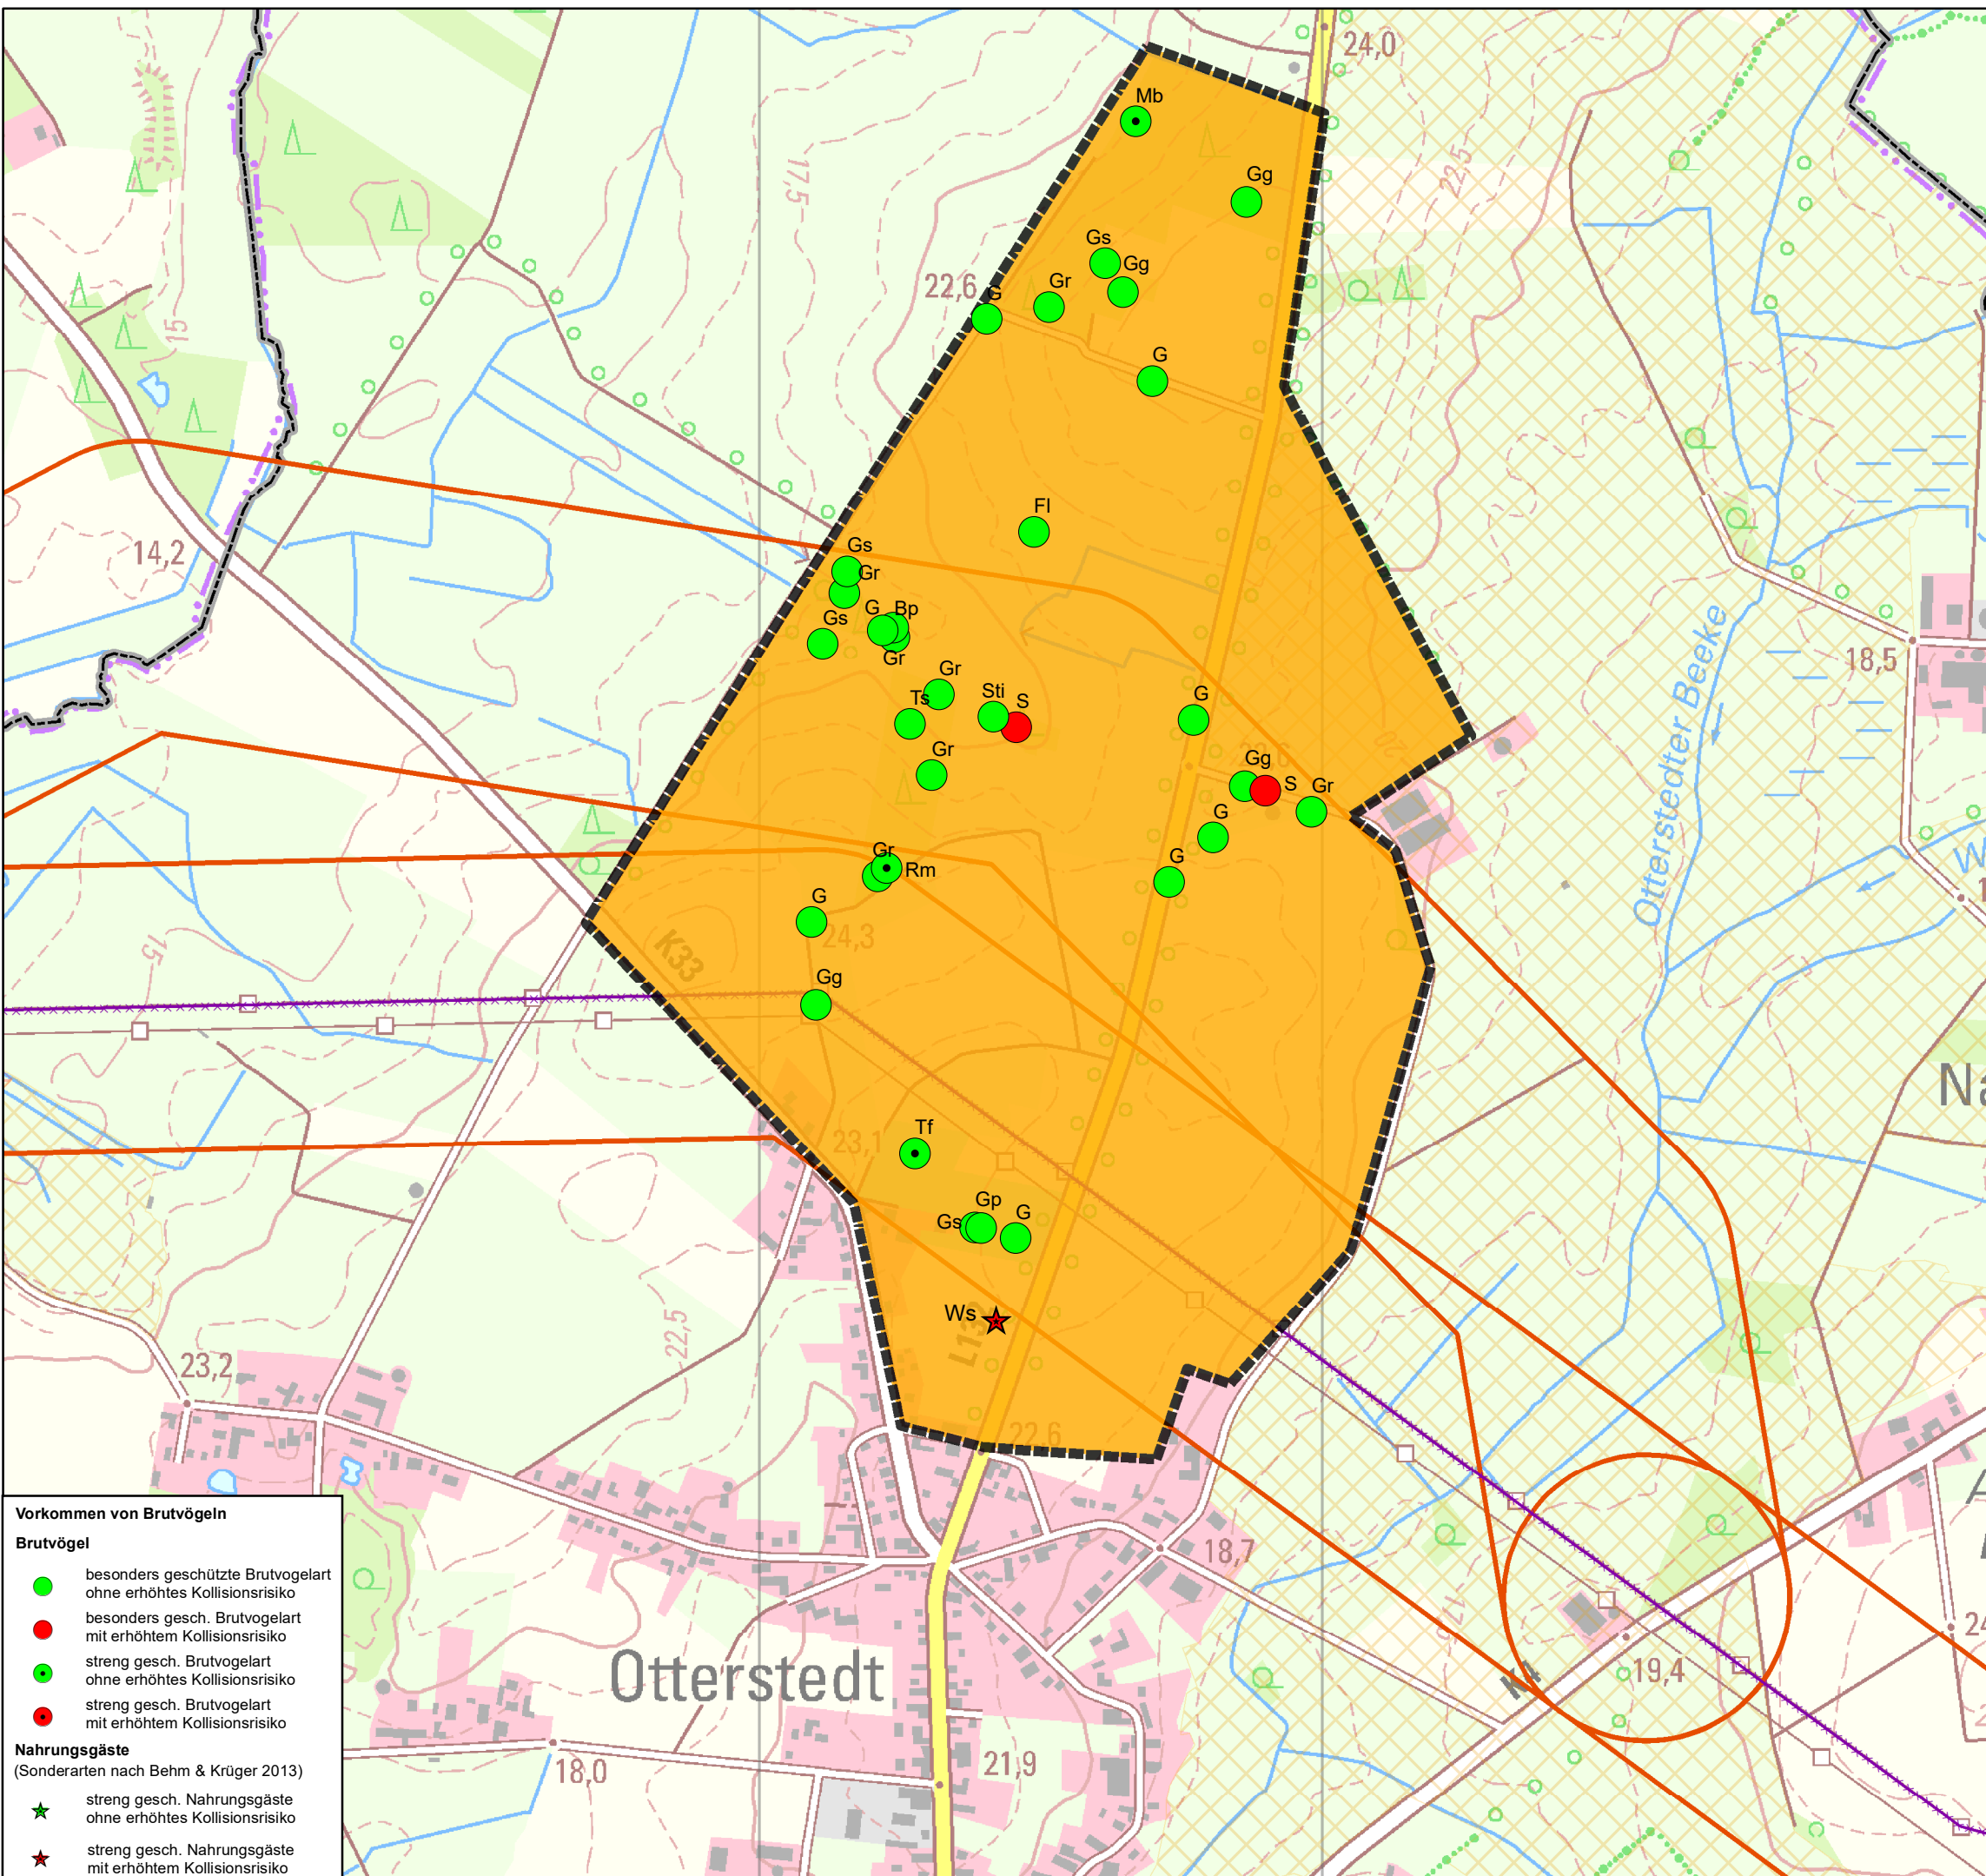 24,0
Mb
Gg
22,5
17,5
Gs
Gg
22,6
G
Gr
G
15
Fl
14,2
Gs
Gr
G
Bp
Gs
Gr
Gr
Ts
Sti
S
G
18,5
Otterstedter Beeke
20
Gg
S
Gr
G
Gr
Rm
G
G
24,3
K33
15
Gg
Na
Tf
23,1
Gp
Gs
G
Ws
22,5
23,2
22,6
18,7
17,5
Otterstedt
19,4
18,0
21,9
Vorkommen von Brutvögeln
Brutvögel
besonders geschützte Brutvogelart
ohne erhöhtes Kollisionsrisiko
besonders gesch. Brutvogelart
mit erhöhtem Kollisionsrisiko
streng gesch. Brutvogelart
ohne erhöhtes Kollisionsrisiko
streng gesch. Brutvogelart
mit erhöhtem Kollisionsrisiko
Nahrungsgäste
(Sonderarten nach Behm & Krüger 2013)
streng gesch. Nahrungsgäste
ohne erhöhtes Kollisionsrisiko
streng gesch. Nahrungsgäste
mit erhöhtem Kollisionsrisiko